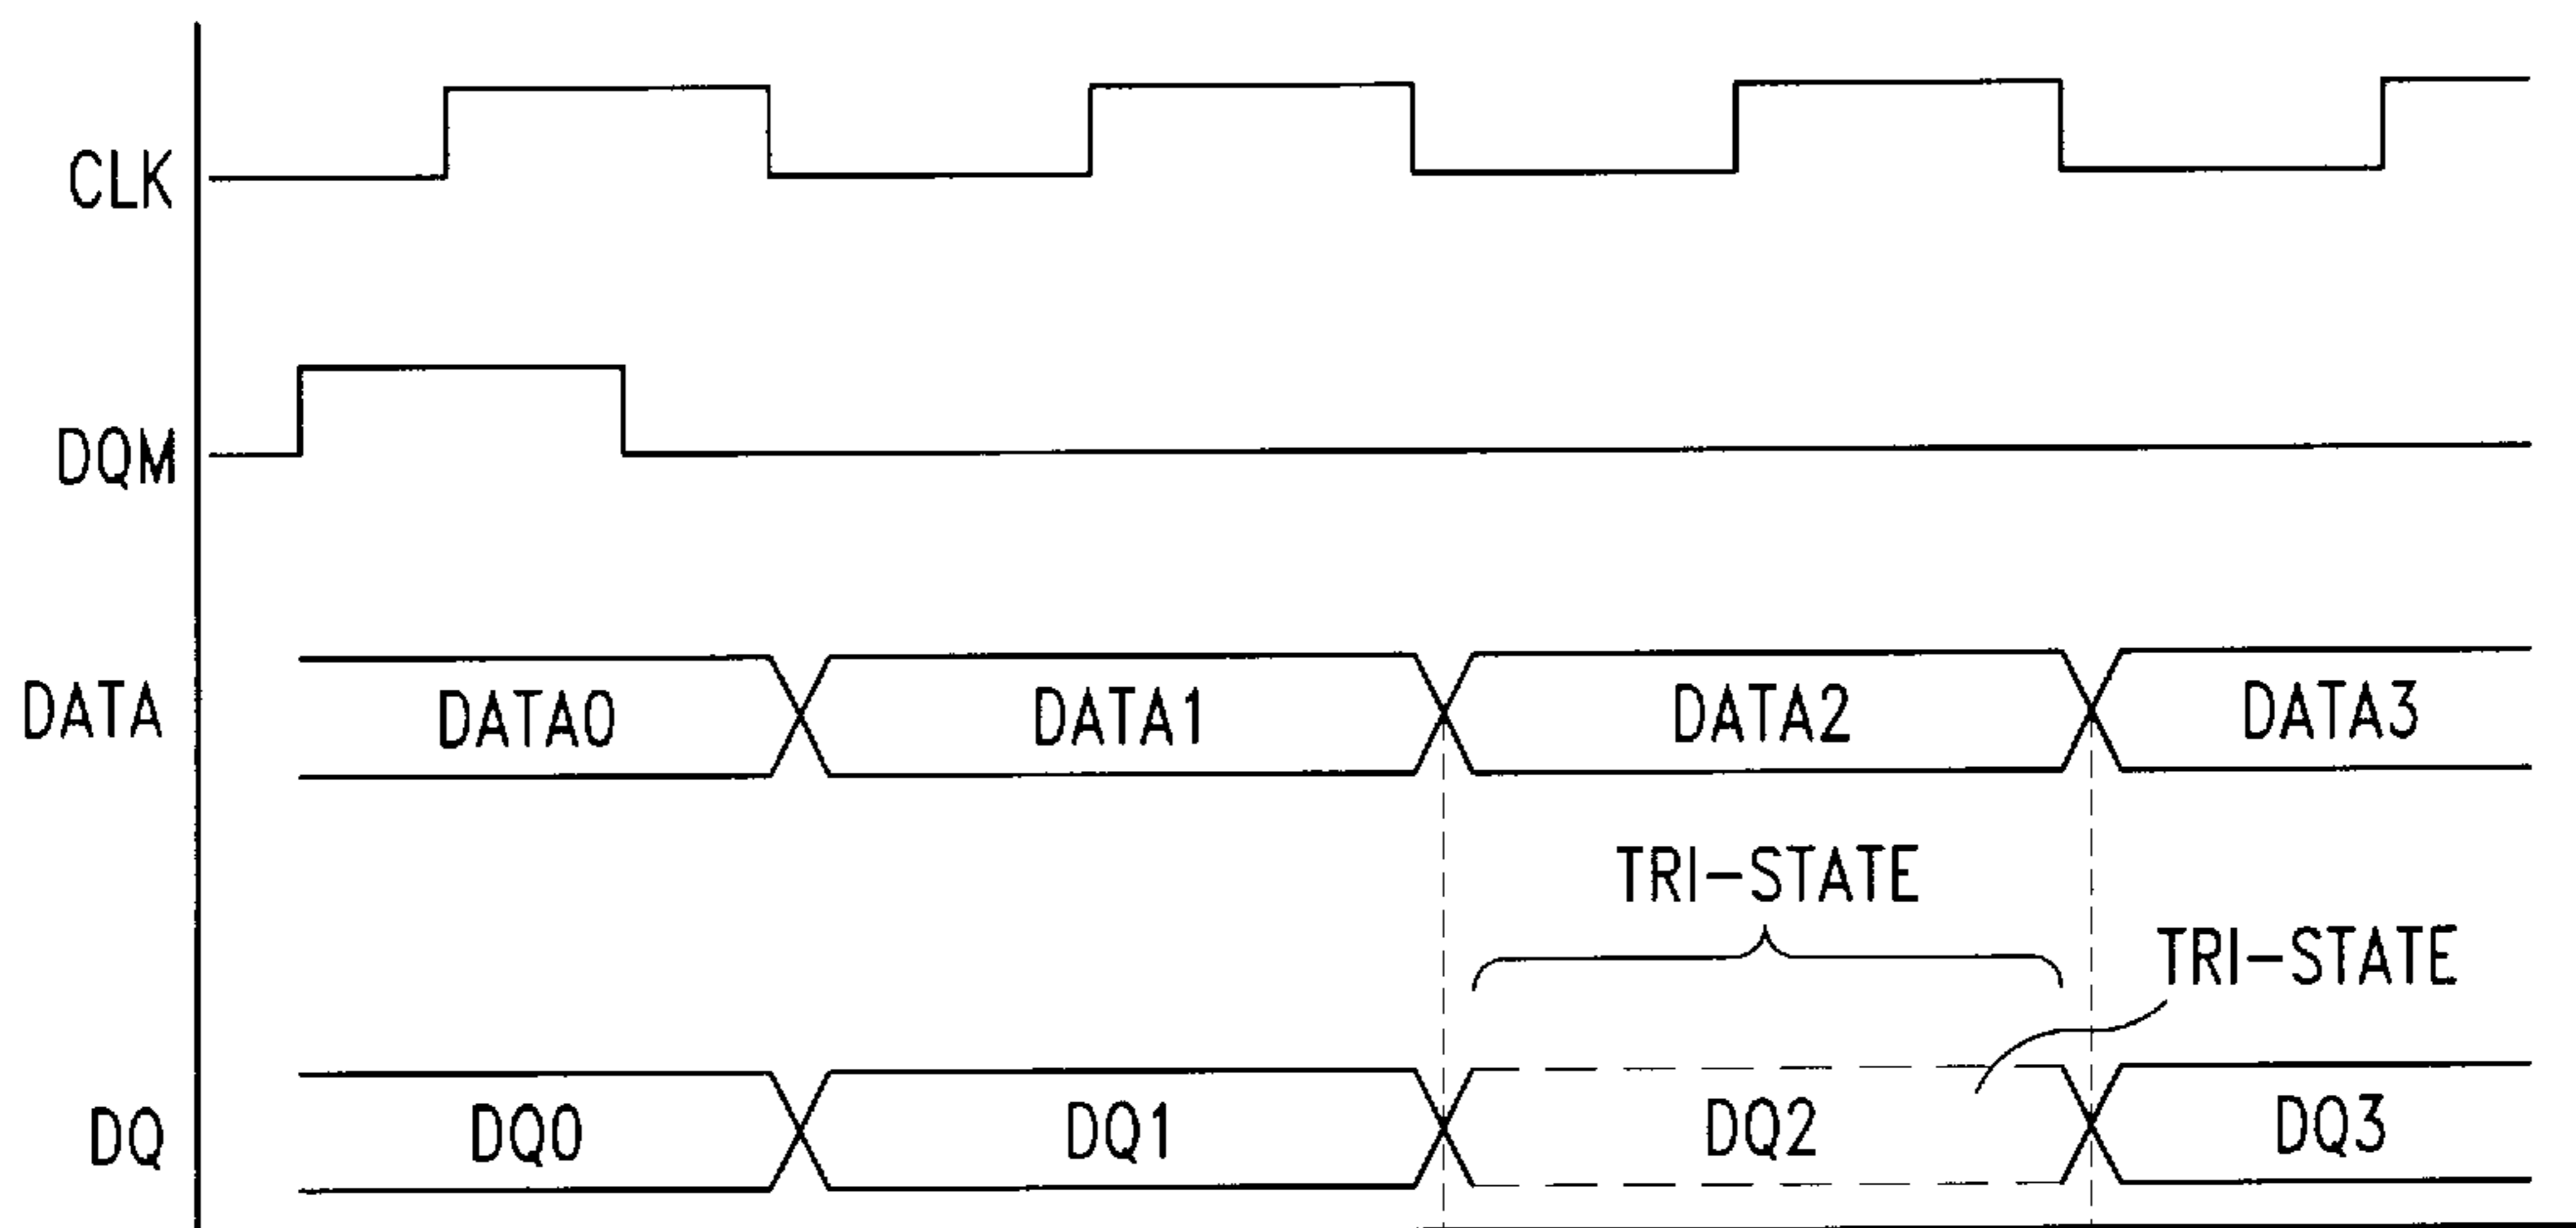 CLK
DQM
DATA
DATA0
DATA1
DATA2
DATA3
TRI-STATE
TRI-STATE
DQ
DQ0
DQ1
DQ2
DQ3